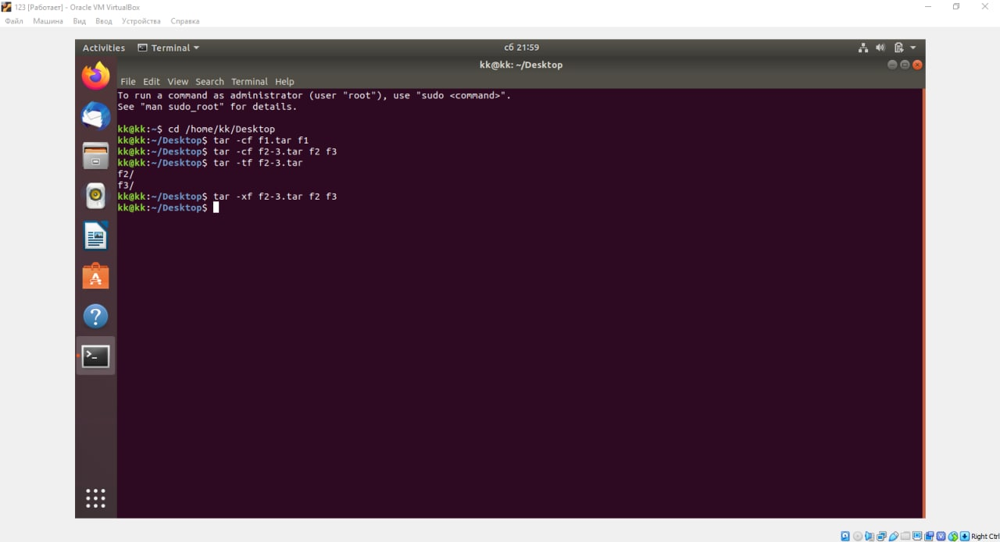 123 [Работает] - Oracle VM VirtualBox
Файл Машина Вид Ввод Устройства Справка
Activities Terminal сб 21:59
kk@kk: ~/Desktop
File Edit View Search Terminal Help
To run a command as administrator (user "root"), use "sudo <command>".
See "man sudo_root" for details.
kk@kk:~$ cd /home/kk/Desktop
kk@kk:~/Desktop$ tar -cf f1.tar f1
kk@kk:~/Desktop$ tar -cf f2-3.tar f2 f3
kk@kk:~/Desktop$ tar -tf f2-3.tar
f2/
f3/
kk@kk:~/Desktop$ tar -xf f2-3.tar f2 f3
kk@kk:~/Desktop$
Right Ctrl